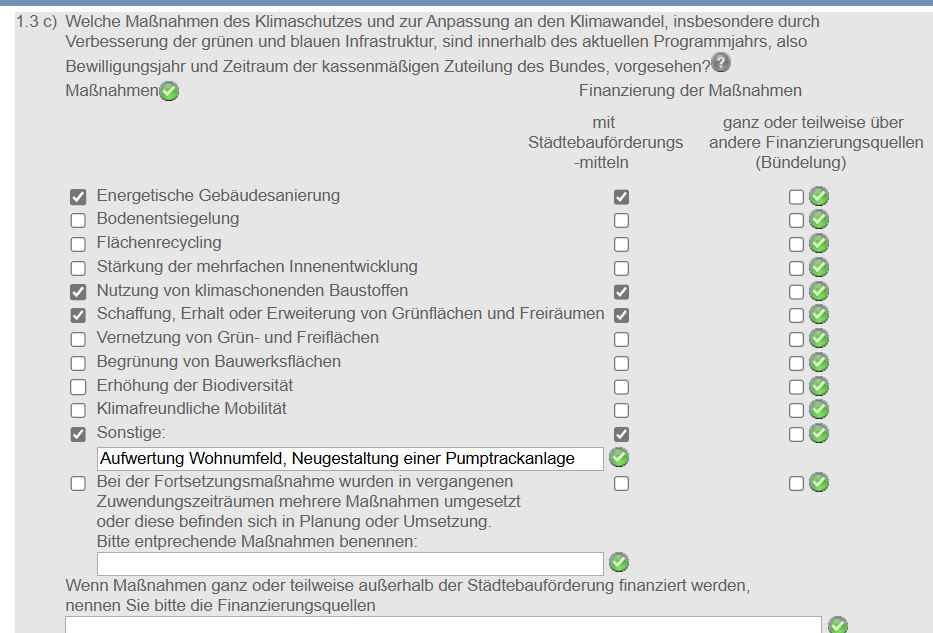 1.3 c) Welche Maßnahmen des Klimaschutzes und zur Anpassung an den Klimawandel, insbesondere durch
Verbesserung der grünen und blauen Infrastruktur, sind innerhalb des aktuellen Programmjahrs, also
Bewilligungsjahr und Zeitraum der kassenmäßigen Zuteilung des Bundes, vorgesehen??
Maßnahmen Finanzierung der Maßnahmen
mit ganz oder teilweise über
Städtebauförderungs andere Finanzierungsquellen
-mitteln (Bündelung)
Energetische Gebäudesanierung
Bodenentsiegelung
Flächenrecycling
Stärkung der mehrfachen Innenentwicklung
Nutzung von klimaschonenden Baustoffen
Schaffung, Erhalt oder Erweiterung von Grünflächen und Freiräumen
Vernetzung von Grün- und Freiflächen
Begrünung von Bauwerksflächen
Erhöhung der Biodiversität
Klimafreundliche Mobilität
Sonstige:
Aufwertung Wohnumfeld, Neugestaltung einer Pumptrackanlage
Bei der Fortsetzungsmaßnahme wurden in vergangenen
Zuwendungszeiträumen mehrere Maßnahmen umgesetzt
oder diese befinden sich in Planung oder Umsetzung.
Bitte entprechende Maßnahmen benennen:
Wenn Maßnahmen ganz oder teilweise außerhalb der Städtebauförderung finanziert werden,
nennen Sie bitte die Finanzierungsquellen